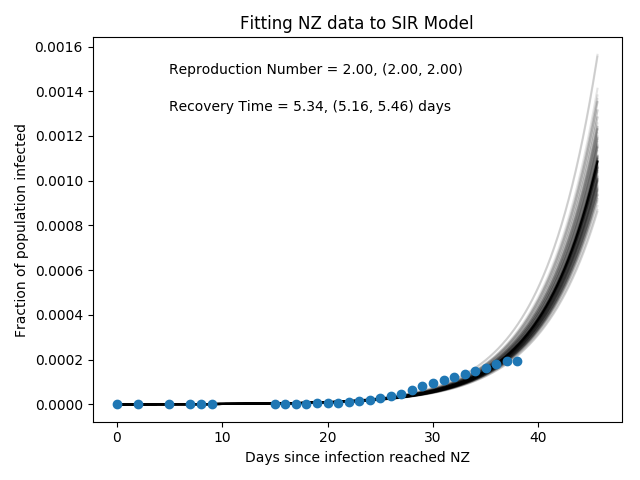 Fitting NZ data to SIR Model
Reproduction Number = 2.00, (2.00, 2.00)
Recovery Time = 5.34, (5.16, 5.46) days
Fraction of population infected
0.0016
0.0014
0.0012
0.0010
0.0008
0.0006
0.0004
0.0002
0.0000
0 10 20 30 40
Days since infection reached NZ